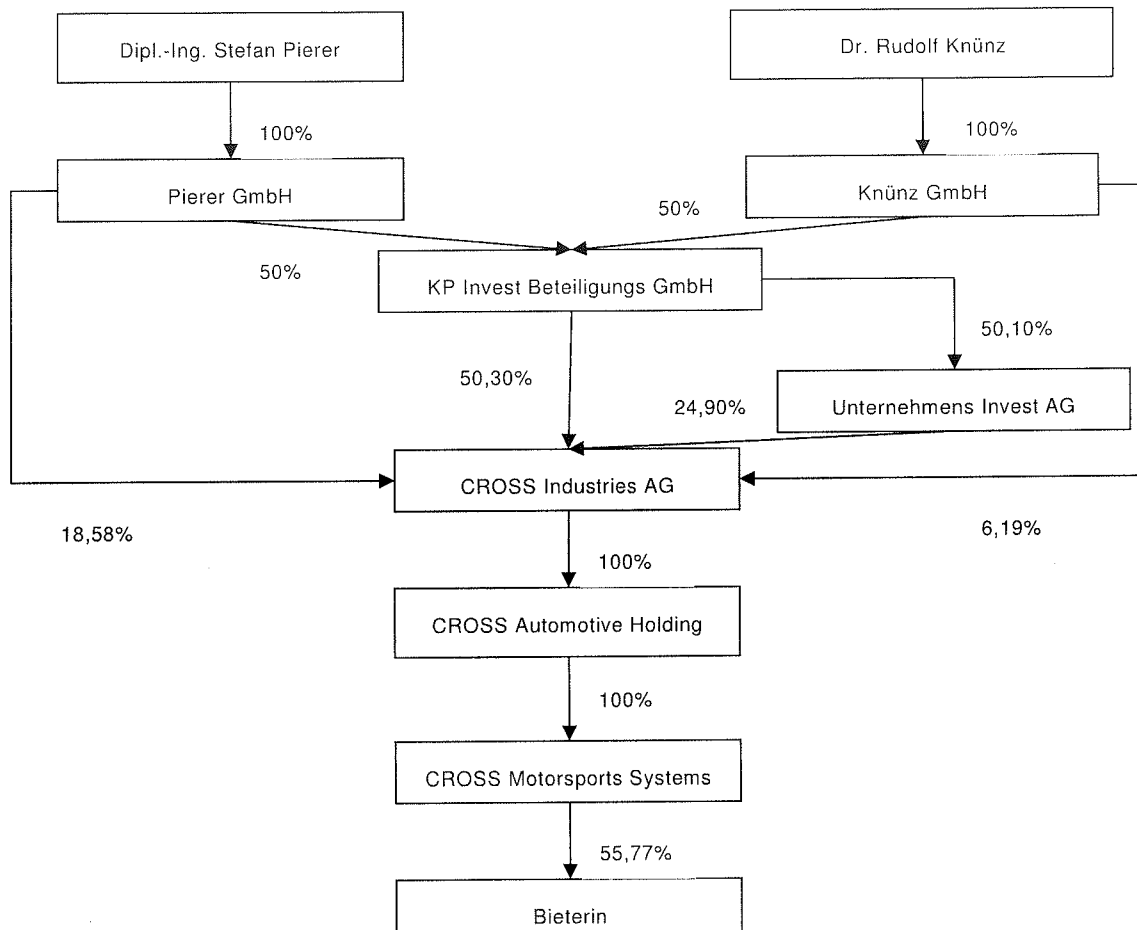 Dipl.-Ing. Stefan Pierer
Dr. Rudolf Knünz
100%
100%
Pierer GmbH
Knünz GmbH
50%
50%
KP Invest Beteiligungs GmbH
50,10%
50,30%
24,90%
Unternehmens Invest AG
CROSS Industries AG
18,58%
6,19%
100%
CROSS Automotive Holding
100%
CROSS Motorsports Systems
55,77%
Bieterin